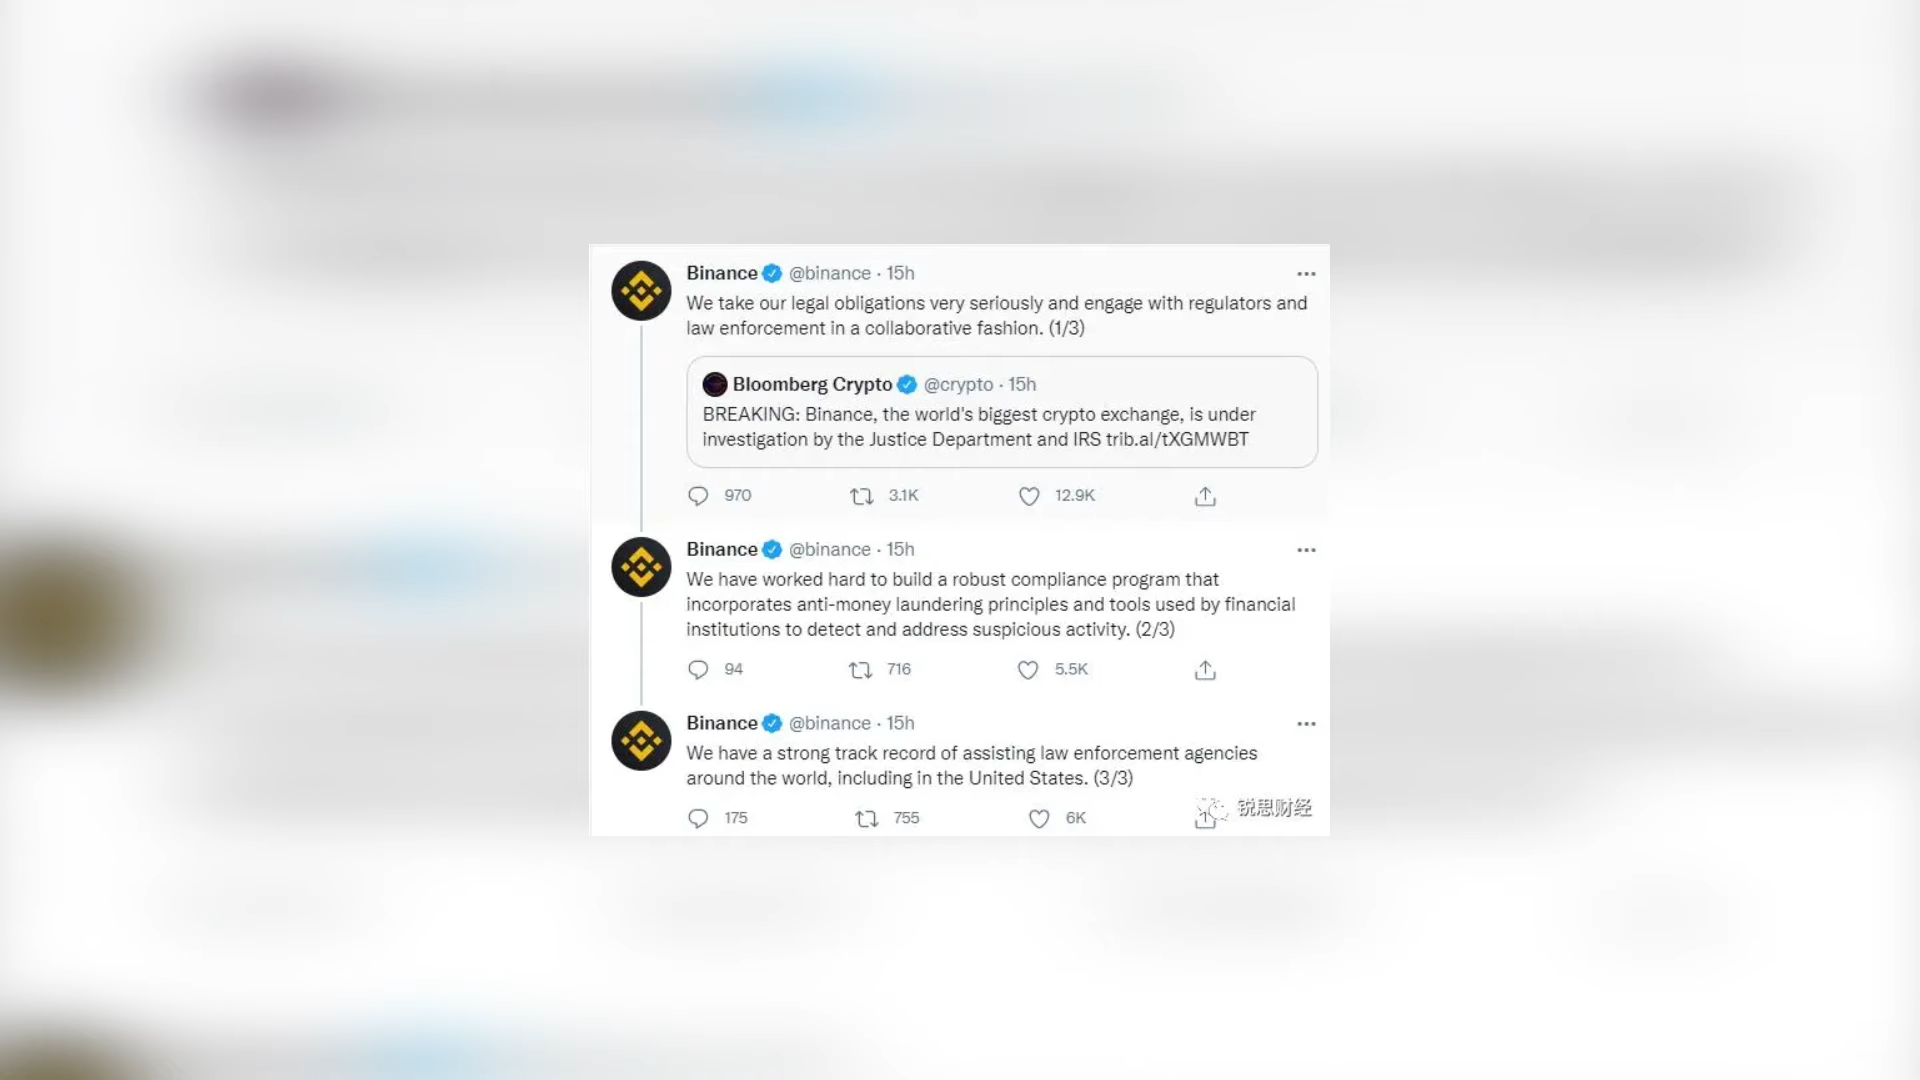 Binance @binance · 15h
We take our legal obligations very seriously and engage with regulators and
law enforcement in a collaborative fashion. (1/3)
Bloomberg Crypto @crypto · 15h
BREAKING: Binance, the world's biggest crypto exchange, is under
investigation by the Justice Department and IRS trib.al/tXGMWBT
970 3.1K 12.9K
Binance @binance · 15h
We have worked hard to build a robust compliance program that
incorporates anti-money laundering principles and tools used by financial
institutions to detect and address suspicious activity. (2/3)
94 716 5.5K
Binance @binance · 15h
We have a strong track record of assisting law enforcement agencies
around the world, including in the United States. (3/3)
175 755 6K
锐思财经